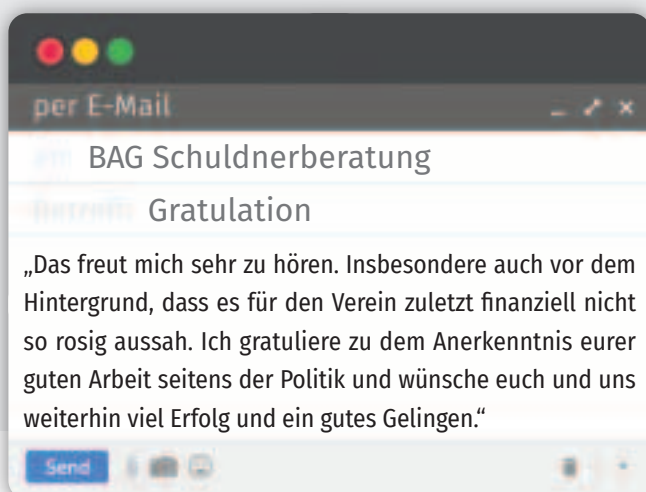 per E-Mail
BAG Schuldnerberatung
Gratulation
„Das freut mich sehr zu hören. Insbesondere auch vor dem
Hintergrund, dass es für den Verein zuletzt finanziell nicht
so rosig aussah. Ich gratuliere zu dem Anerkenntnis eurer
guten Arbeit seitens der Politik und wünsche euch und uns
weiterhin viel Erfolg und ein gutes Gelingen.“
Send